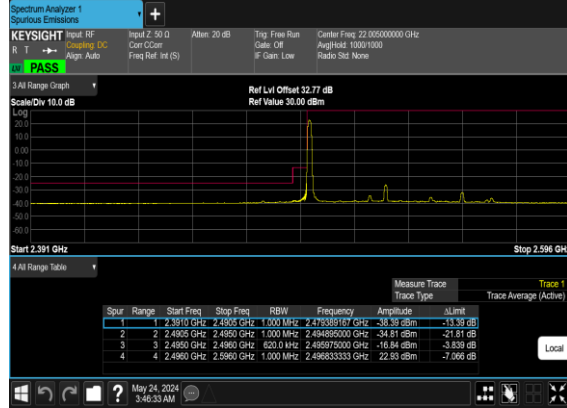 Spectrum Analyzer 1
Spurious Emissions
+
KEYSIGHT Input: RF Input Z: 50 Ω Atten: 20 dB Trig: Free Run Center Freq: 22.005000000 GHz
R T Coupling: DC Corr CCorr Gate: Off Avg|Hold: 1000/1000
Align: Auto Freq Ref: Int (S) IF Gain: Low Radio Std: None
PASS
3 All Range Graph Ref Lvl Offset 32.77 dB
Scale/Div 10.0 dB Ref Value 30.00 dBm
Log
20.0
10.0
0.00
-10.0
-20.0
-30.0
-40.0
-50.0
-60.0
Start 2.391 GHz Stop 2.596 GH
4 All Range Table
Measure Trace Trace 1
Trace Type Trace Average (Active)
Spur Range Start Freq Stop Freq RBW Frequency Amplitude ΔLimit
1 1 2.3910 GHz 2.4905 GHz 1.000 MHz 2.479389167 GHz -38.39 dBm -13.39 dB
2 2 2.4905 GHz 2.4950 GHz 1.000 MHz 2.494895000 GHz -34.81 dBm -21.81 dB
3 3 2.4950 GHz 2.4960 GHz 620.0 kHz 2.495975000 GHz -16.84 dBm -3.839 dB
4 4 2.4960 GHz 2.5960 GHz 1.000 MHz 2.496833333 GHz 22.93 dBm -7.066 dB
Local
? May 24, 2024
3:46:33 AM